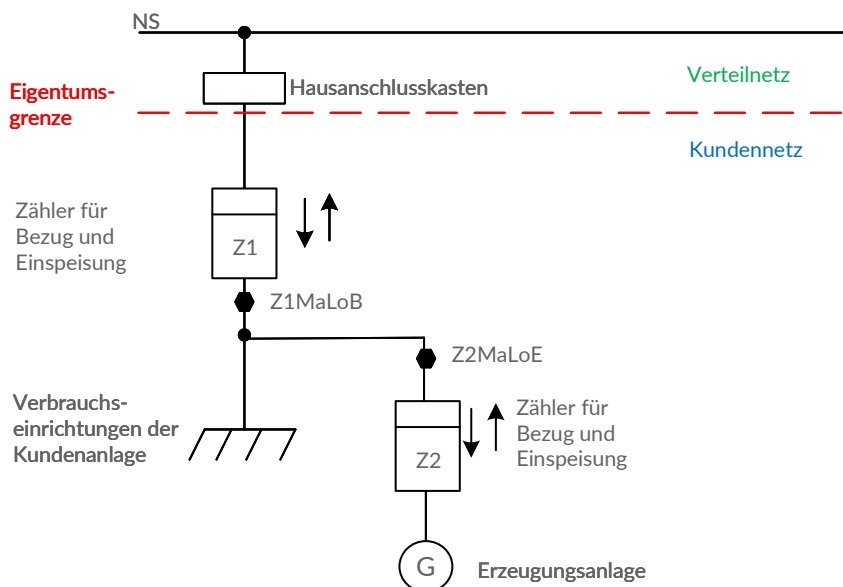 NS
Verteilnetz
Hausanschlusskasten
Eigentums-
grenze
Kundennetz
Zähler für
Bezug und
Einspeisung
Z1
Z1MaLoB
Z2MaLoE
Verbrauchs-
einrichtungen der
Kundenanlage
Zähler für
Bezug und
Einspeisung
Z2
G
Erzeugungsanlage